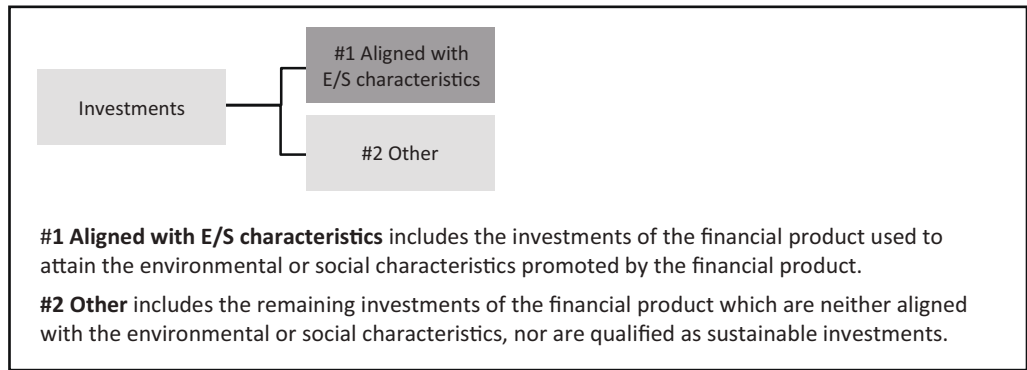 #1 Aligned with
E/S characteristics
Investments
#2 Other
#1 Aligned with E/S characteristics includes the investments of the financial product used to
attain the environmental or social characteristics promoted by the financial product.
#2 Other includes the remaining investments of the financial product which are neither aligned
with the environmental or social characteristics, nor are qualified as sustainable investments.